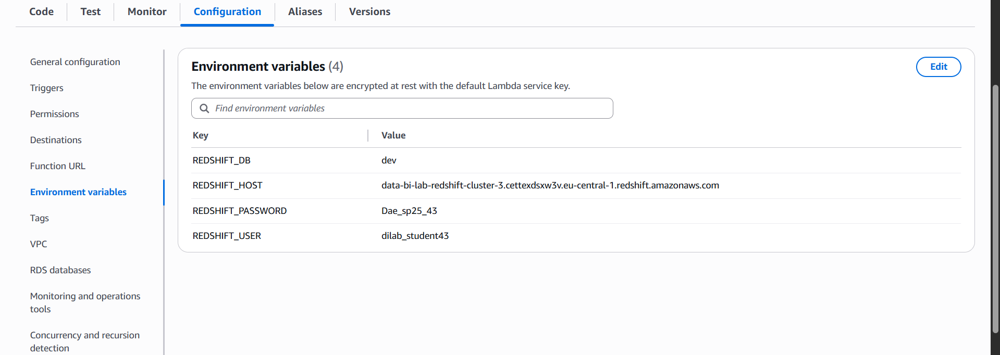 Code Test Monitor Configuration Aliases Versions
General configuration
Triggers
Permissions
Destinations
Function URL
Environment variables
Tags
VPC
RDS databases
Monitoring and operations
tools
Concurrency and recursion
detection
Environment variables (4)
Edit
The environment variables below are encrypted at rest with the default Lambda service key.
Find environment variables
Key Value
REDSHIFT_DB dev
REDSHIFT_HOST data-bi-lab-redshift-cluster-3.cettexdsxw3v.eu-central-1.redshift.amazonaws.com
REDSHIFT_PASSWORD Dae_sp25_43
REDSHIFT_USER dilab_student43